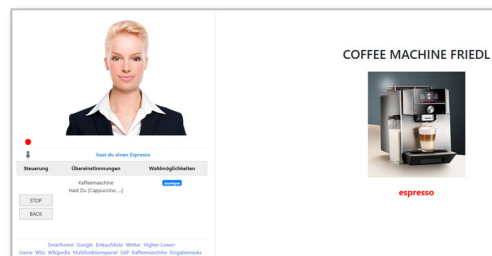 COFFEE MACHINE FRIEDL
hast du einen Espresso
Steuerung Übereinstimmungen Wahlmöglichkeiten
Kaffeemaschine anzeigen
Hast Du (Cappuccino, ...)
STOP
BACK
espresso
Smarthome Google Einkaufsliste Wetter Higher-Lower-
Game Witz Wikipedia Multifunktionspanel SAP Kaffeemaschine Eingabemaske